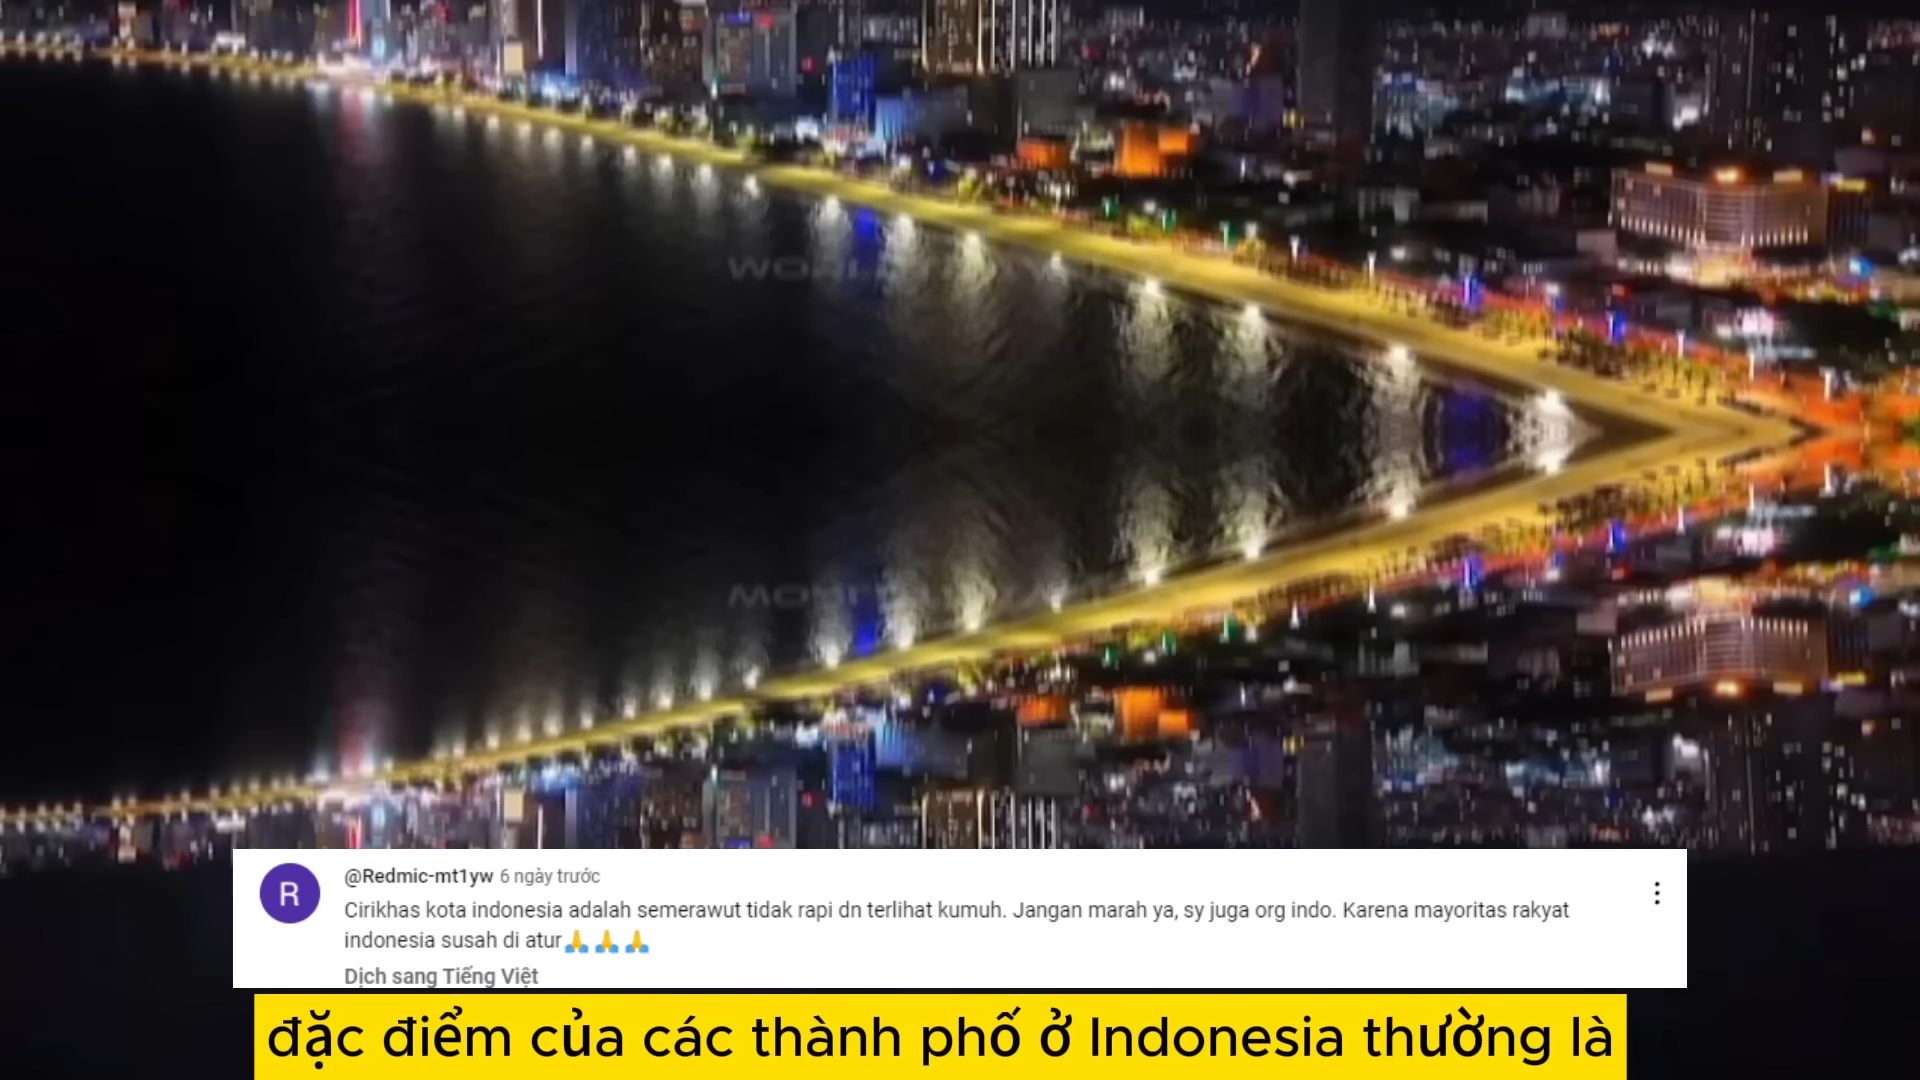 R
@Redmic-mt1yw 6 ngày trước
Cirikhas kota indonesia adalah semerawut tidak rapi dn terlihat kumuh. Jangan marah ya, sy juga org indo. Karena mayoritas rakyat
indonesia susah di atur🙏🙏🙏
Dịch sang Tiếng Việt
đặc điểm của các thành phố ở Indonesia thường là